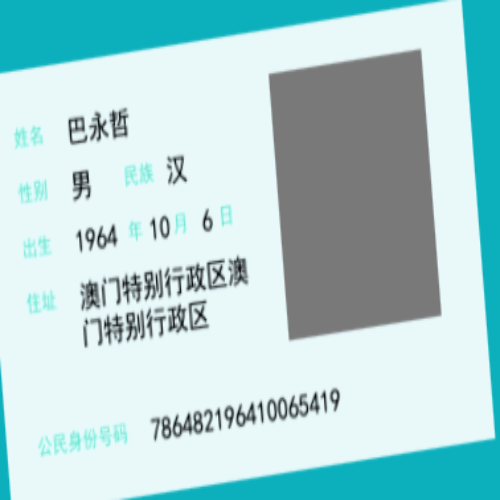 姓名 巴永哲
性别 男 民族 汉
出生 1964 年 10 月 6 日
住址 澳门特别行政区澳
门特别行政区
公民身份号码 786482196410065419